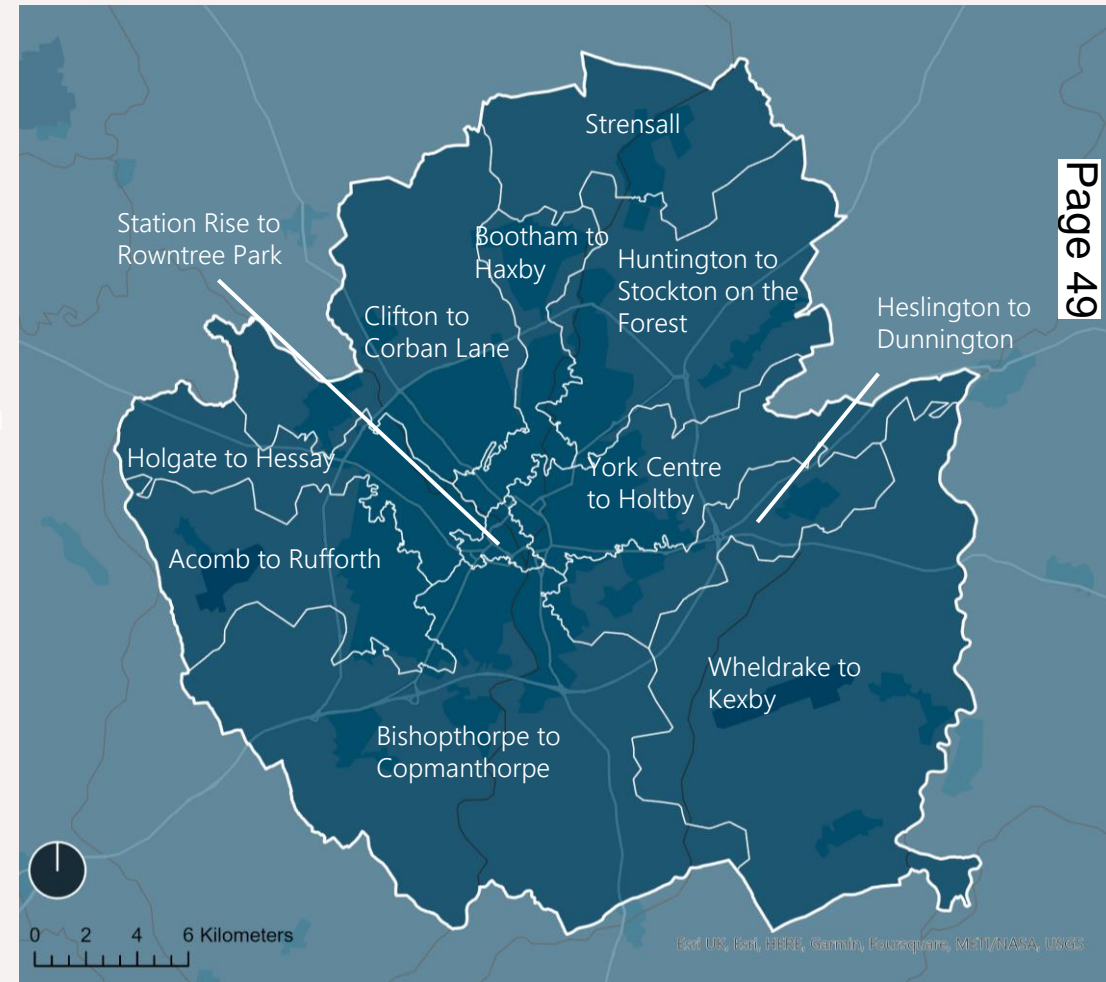 Strensall
Page 49
Station Rise to
Rowntree Park
Bootham to
Haxby
Huntington to
Stockton on the
Forest
Heslington to
Dunnington
Clifton to
Corban Lane
Holgate to Hessay
York Centre
to Holtby
Acomb to Rufforth
Wheldrake to
Kexby
Bishopthorpe to
Copmanthorpe
0 2 4 6 Kilometers
Esri UK, Esri, HERE, Garmin, Foursquare, METI/NASA, USGS